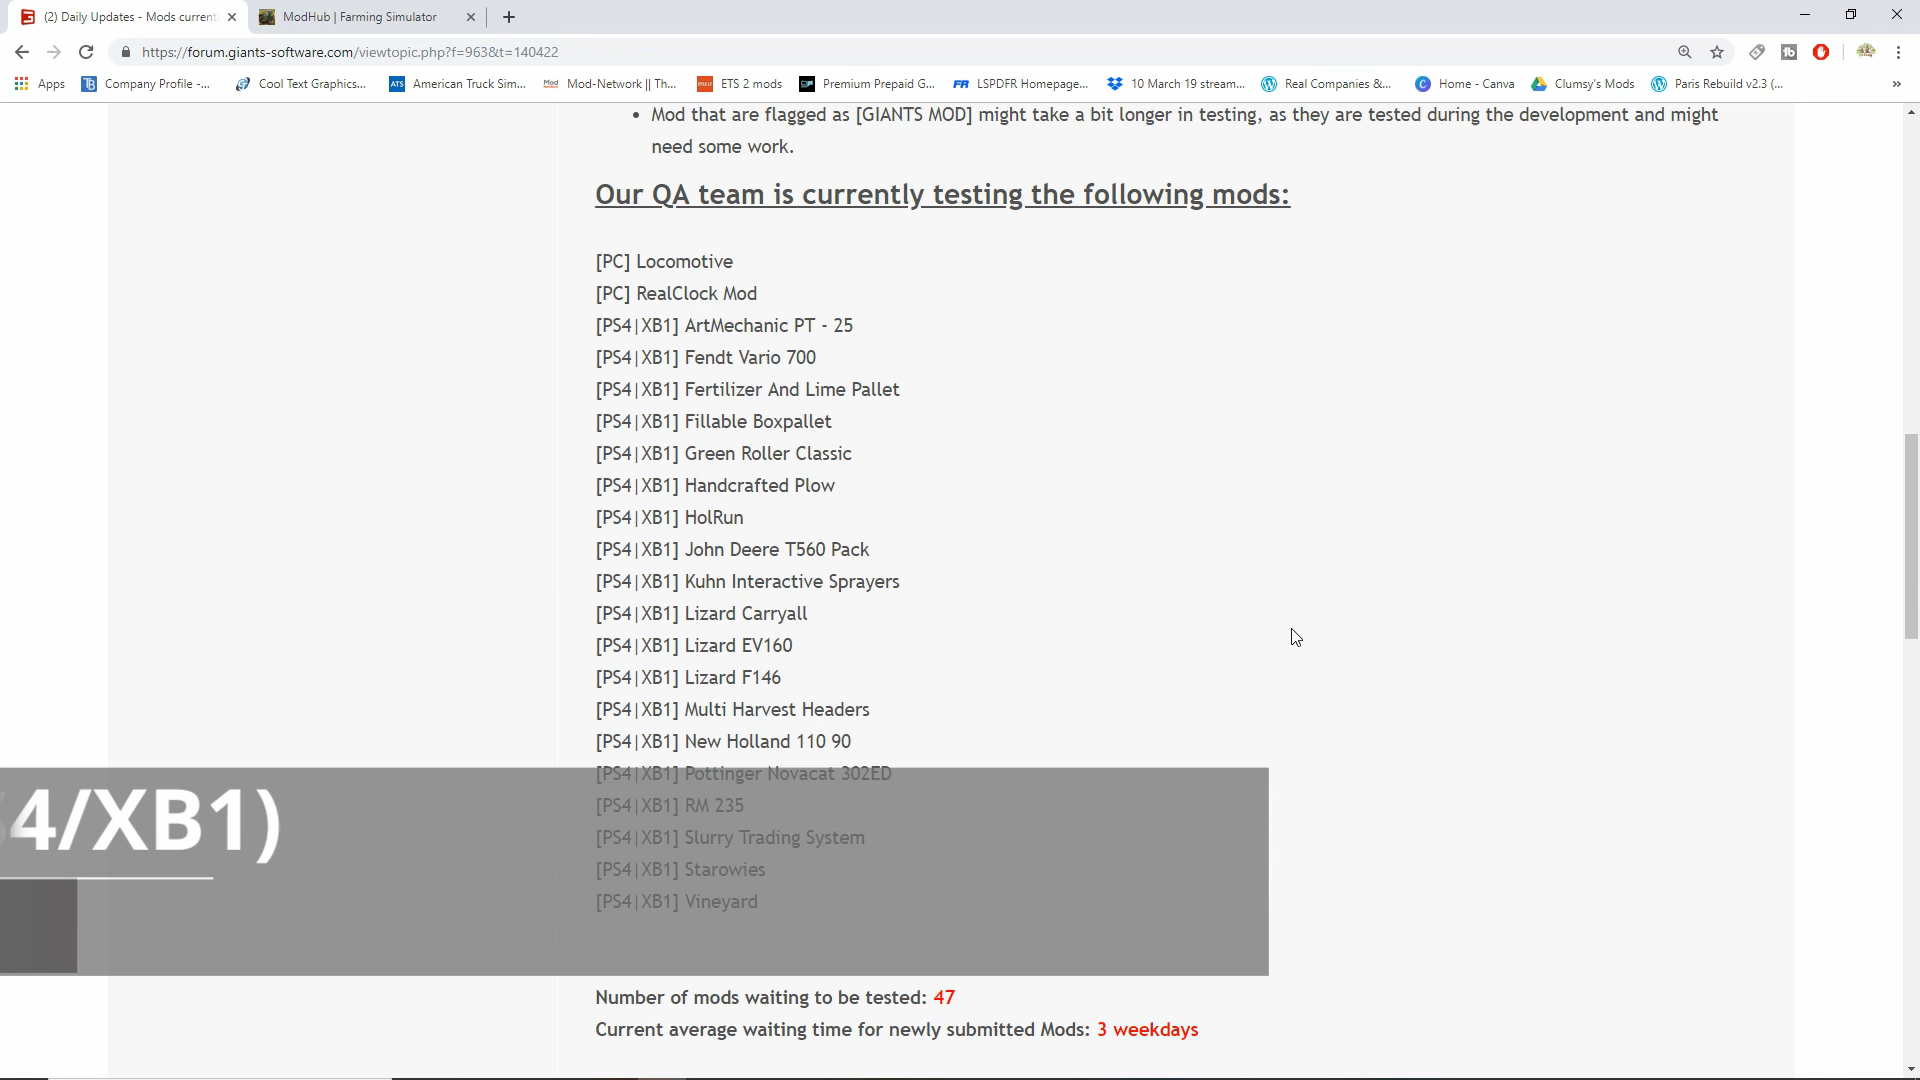 (2) Daily Updates - Mods current
ModHub | Farming Simulator
https://forum.giants-software.com/viewtopic.php?f=963&t=140422
Apps
Company Profile -...
Cool Text Graphics...
ATS American Truck Sim...
Mod-Network || Th...
ETS 2 mods
Premium Prepaid G...
FR LSPDFR Homepage...
10 March 19 stream...
Real Companies &...
C Home - Canva
Clumsy's Mods
Paris Rebuild v2.3 (...
»
• Mod that are flagged as [GIANTS MOD] might take a bit longer in testing, as they are tested during the development and might
need some work.
Our QA team is currently testing the following mods:
[PC] Locomotive
[PC] RealClock Mod
[PS4|XB1] ArtMechanic PT - 25
[PS4|XB1] Fendt Vario 700
[PS4|XB1] Fertilizer And Lime Pallet
[PS4|XB1] Fillable Boxpallet
[PS4|XB1] Green Roller Classic
[PS4|XB1] Handcrafted Plow
[PS4|XB1] HolRun
[PS4|XB1] John Deere T560 Pack
[PS4|XB1] Kuhn Interactive Sprayers
[PS4|XB1] Lizard Carryall
[PS4|XB1] Lizard EV160
[PS4|XB1] Lizard F146
[PS4|XB1] Multi Harvest Headers
[PS4|XB1] New Holland 110 90
[PS4|XB1] Pottinger Novacat 302ED
[PS4|XB1] RM 235
[PS4|XB1] Slurry Trading System
[PS4|XB1] Starowies
[PS4|XB1] Vineyard
4/XB1)
Number of mods waiting to be tested: 47
Current average waiting time for newly submitted Mods: 3 weekdays